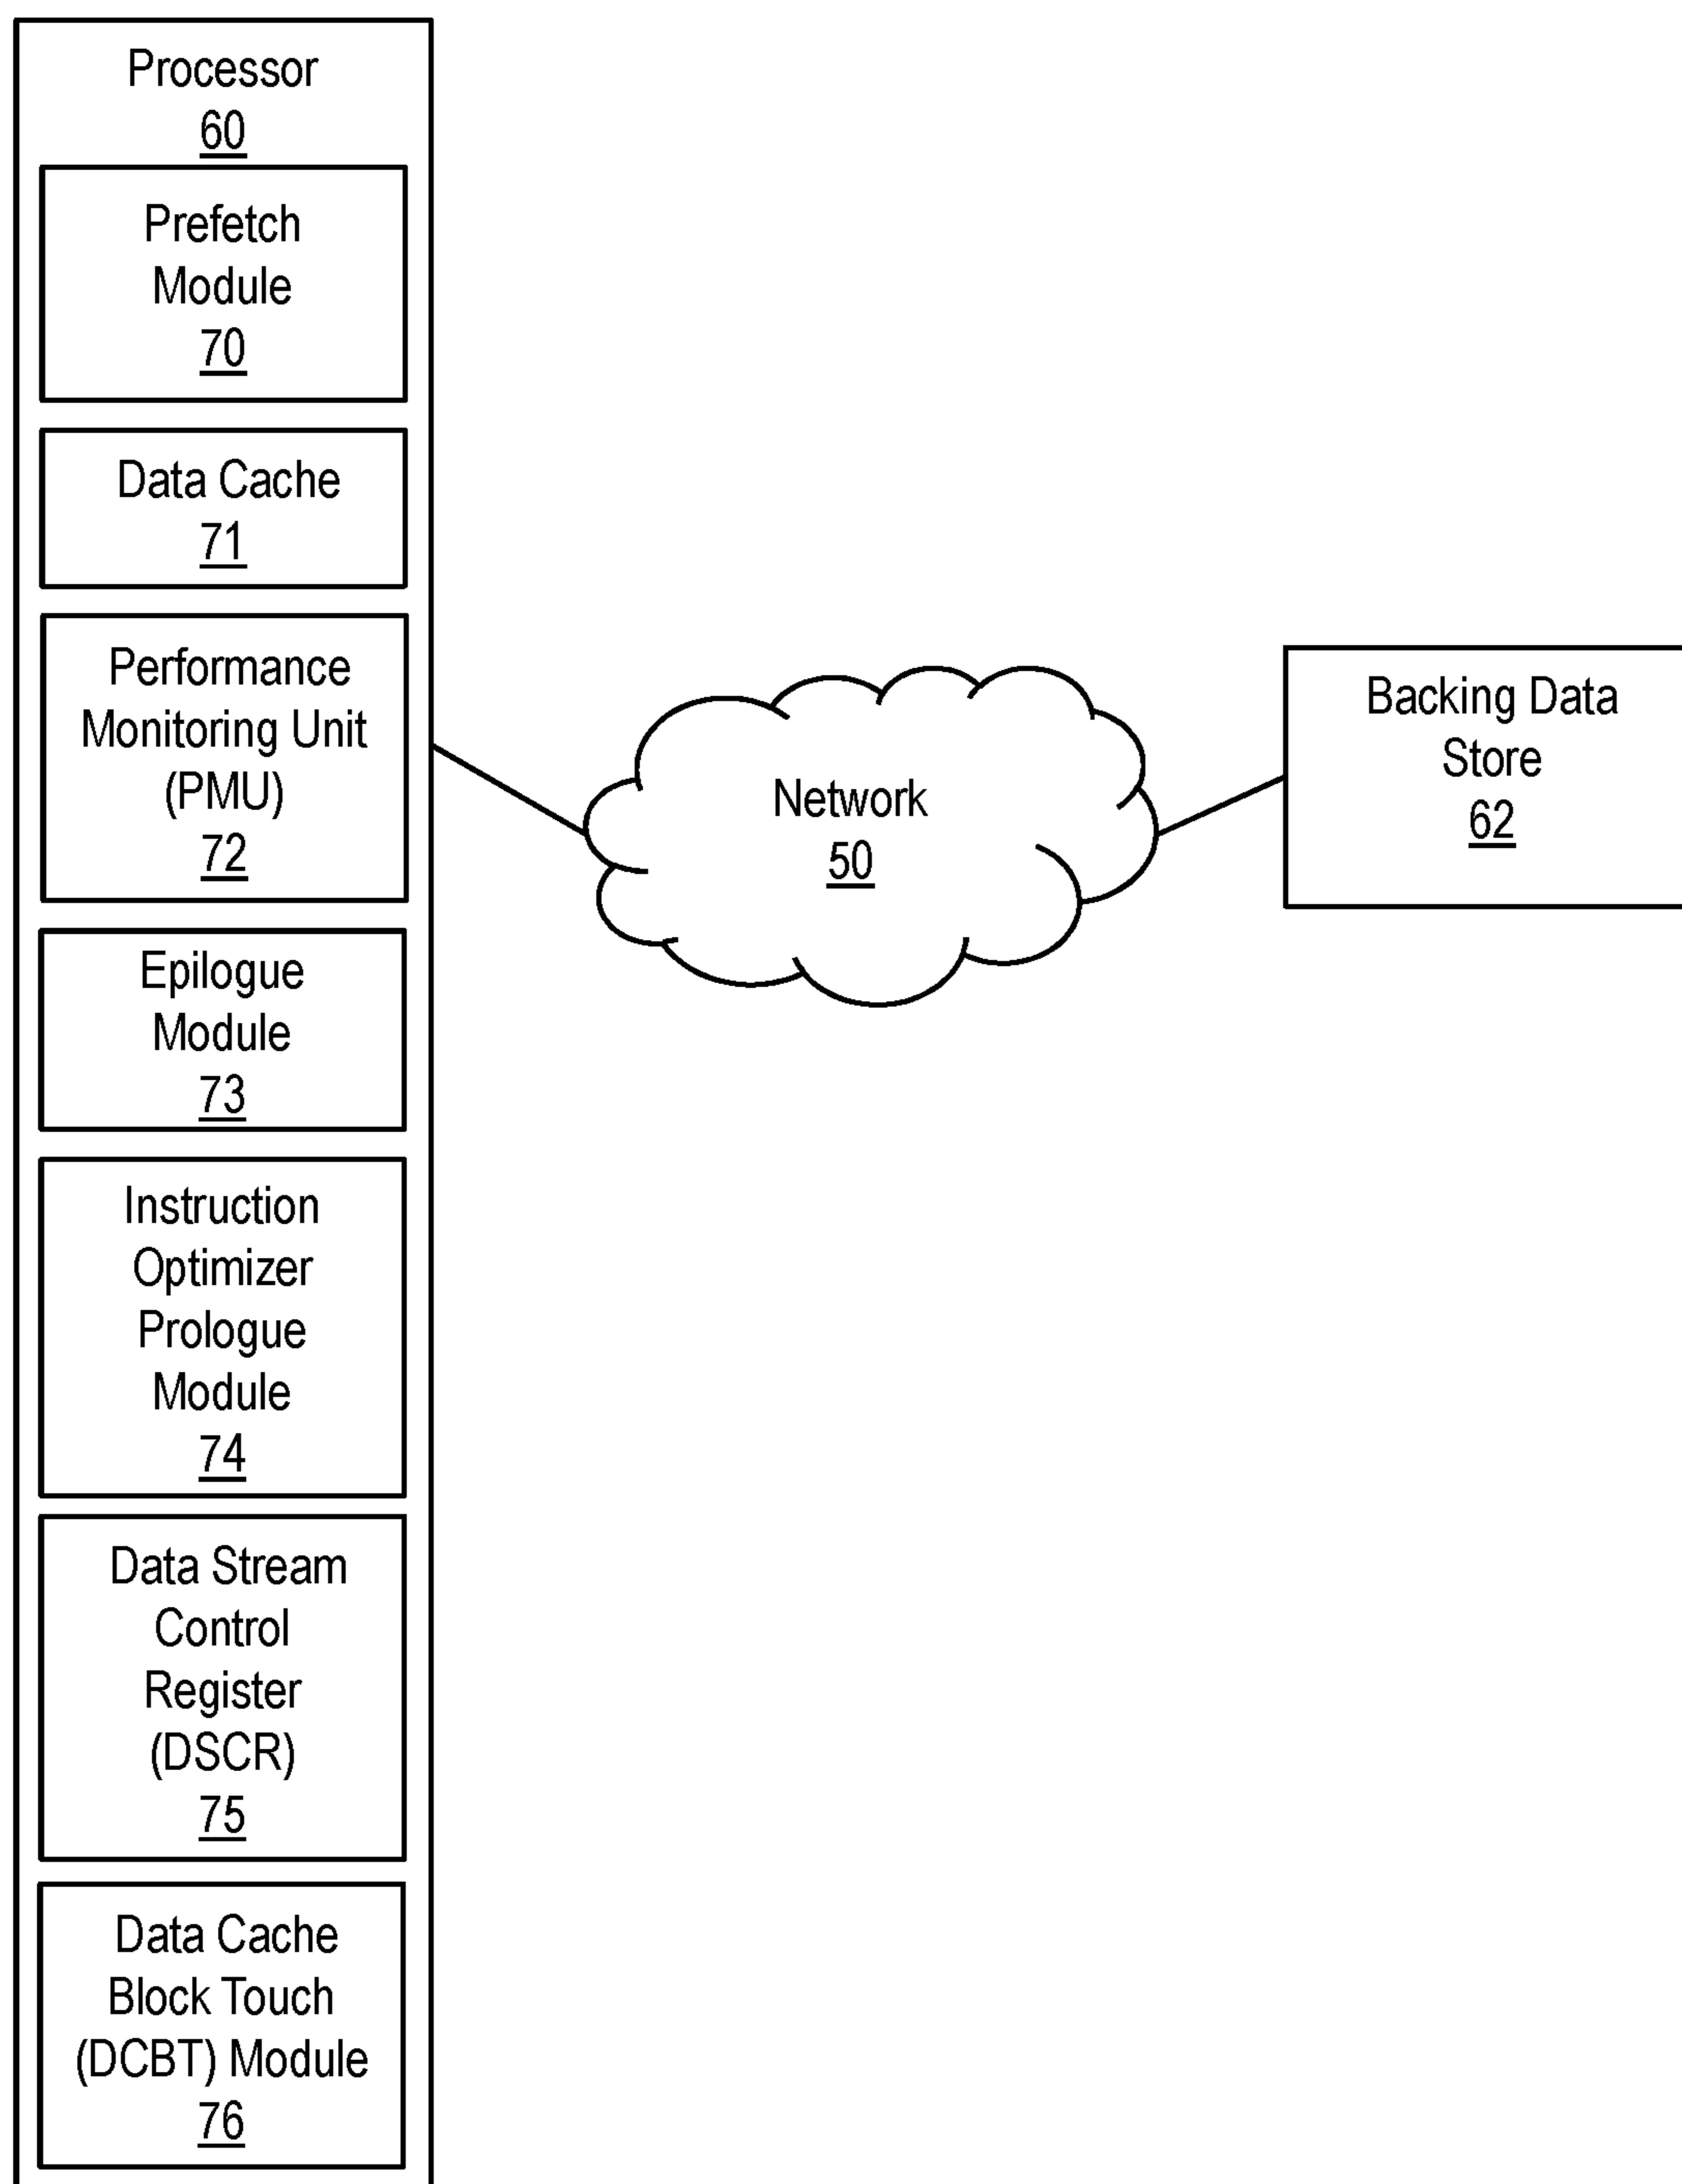 Processor
60
Prefetch
Module
70
Data Cache
71
Performance
Monitoring Unit
(PMU)
72
Epilogue
Module
73
Instruction
Optimizer
Prologue
Module
74
Data Stream
Control
Register
(DSCR)
75
Data Cache
Block Touch
(DCBT) Module
76
Network
50
Backing Data
Store
62